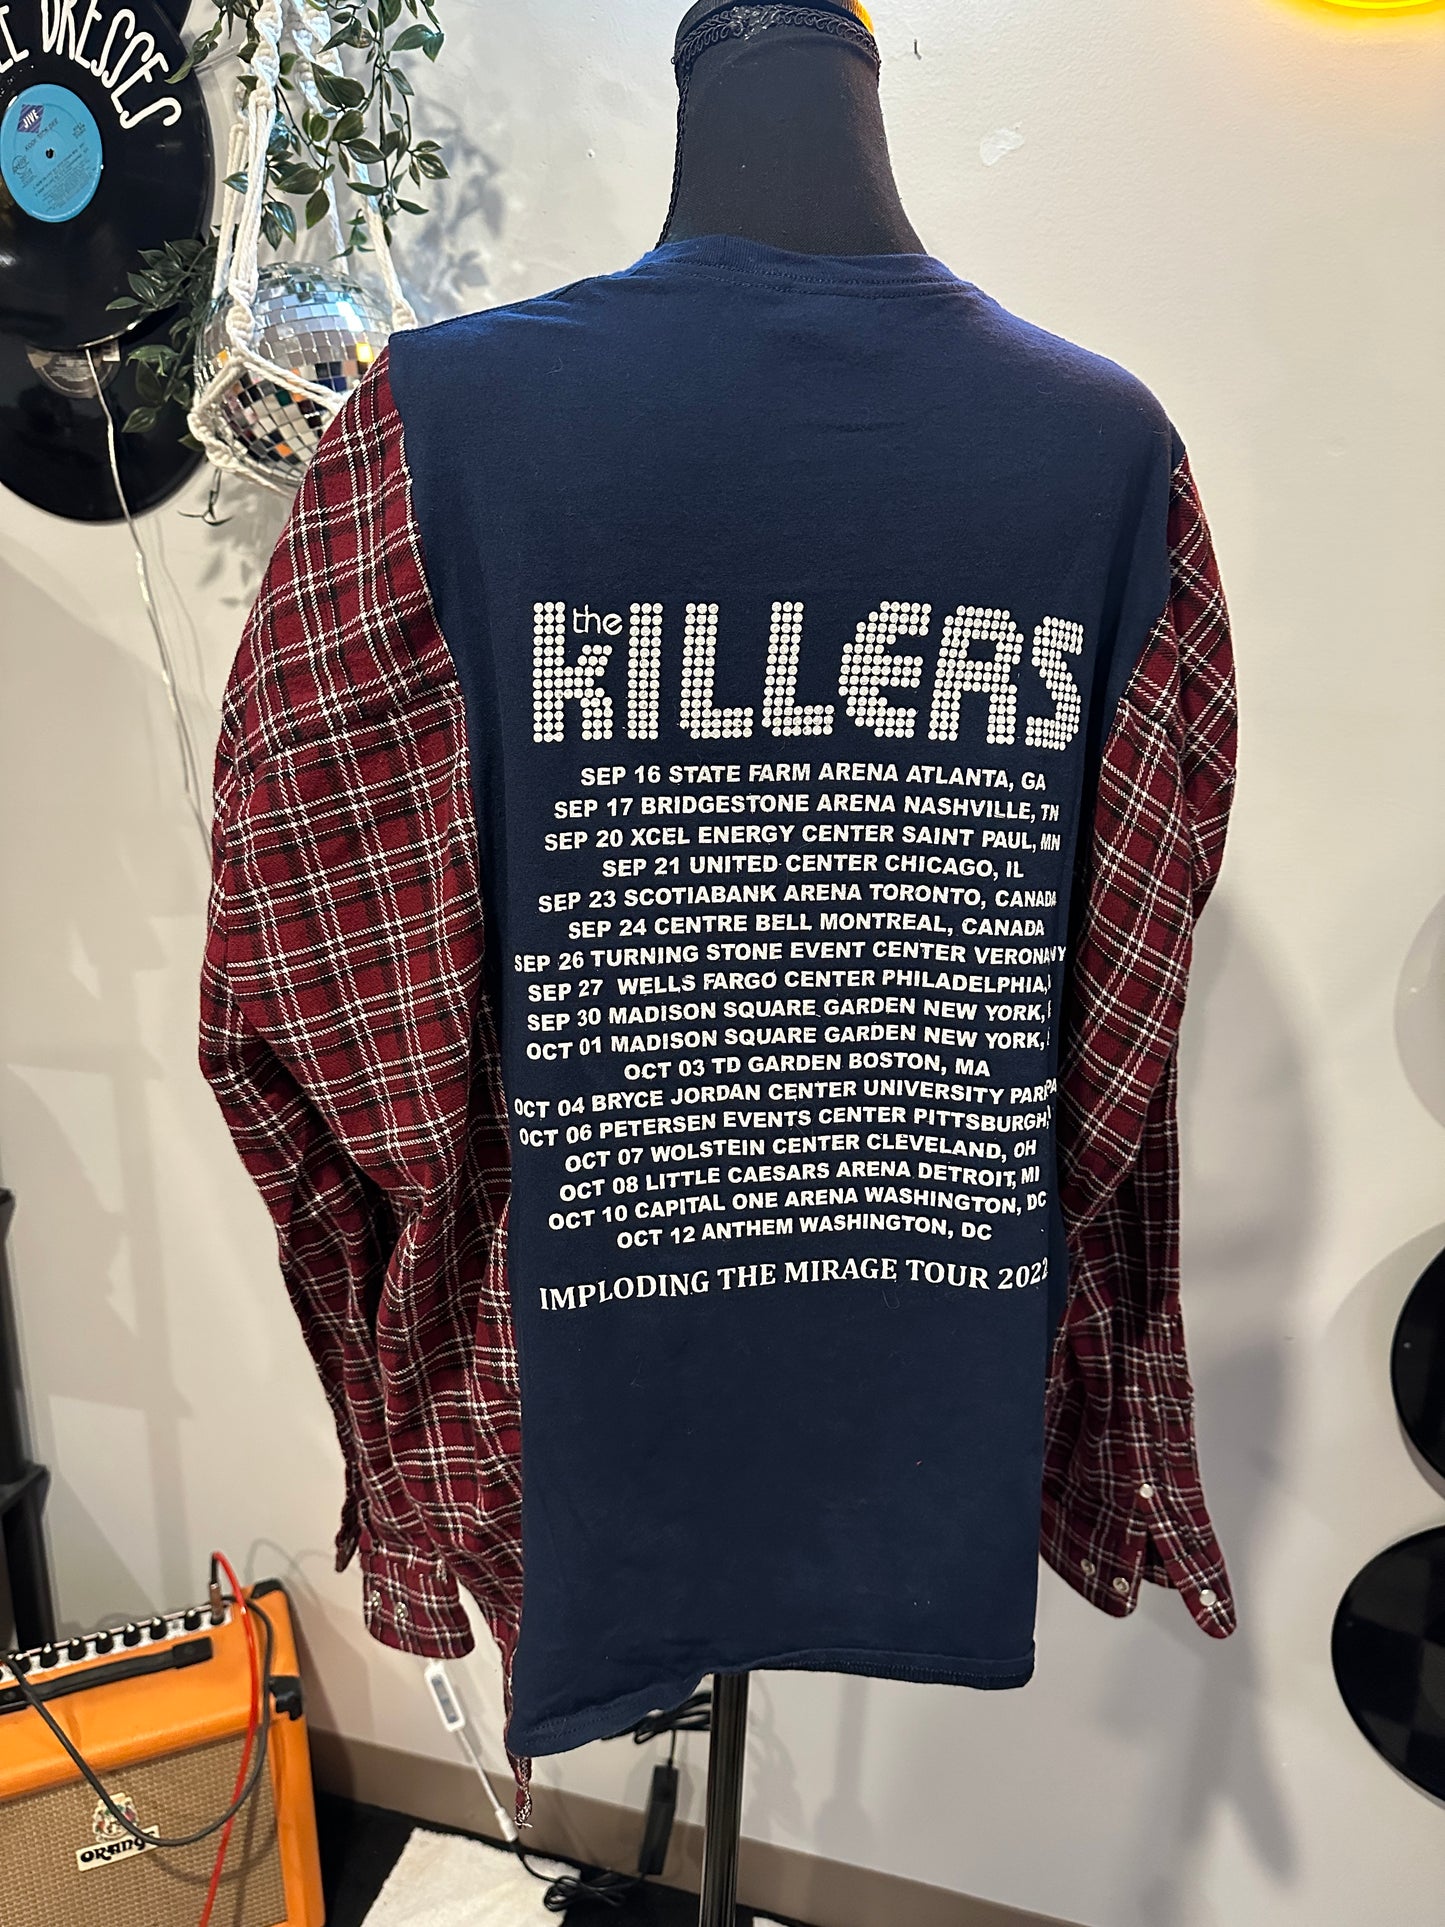 DRESSES
JIVE
the
KILLERS
SEP 16 STATE FARM ARENA ATLANTA, GA
SEP 17 BRIDGESTONE ARENA NASHVILLE, TN
SEP 20 XCEL ENERGY CENTER SAINT PAUL, MN
SEP 21 UNITED CENTER CHICAGO, IL
SEP 23 SCOTIABANK ARENA TORONTO, CANADA
SEP 24 CENTRE BELL MONTREAL, CANADA
SEP 26 TURNING STONE EVENT CENTER VERONA
SEP 27 WELLS FARGO CENTER PHILADELPHIA,
SEP 30 MADISON SQUARE GARDEN NEW YORK,
OCT 01 MADISON SQUARE GARDEN NEW YORK,
OCT 03 TD GARDEN BOSTON, MA
OCT 04 BRYCE JORDAN CENTER UNIVERSITY PARK
OCT 06 PETERSEN EVENTS CENTER PITTSBURGH,
OCT 07 WOLSTEIN CENTER CLEVELAND, OH
OCT 08 LITTLE CAESARS ARENA DETROIT, MI
OCT 10 CAPITAL ONE ARENA WASHINGTON, DC
OCT 12 ANTHEM WASHINGTON, DC
IMPLODING THE MIRAGE TOUR 2022
ORANGE